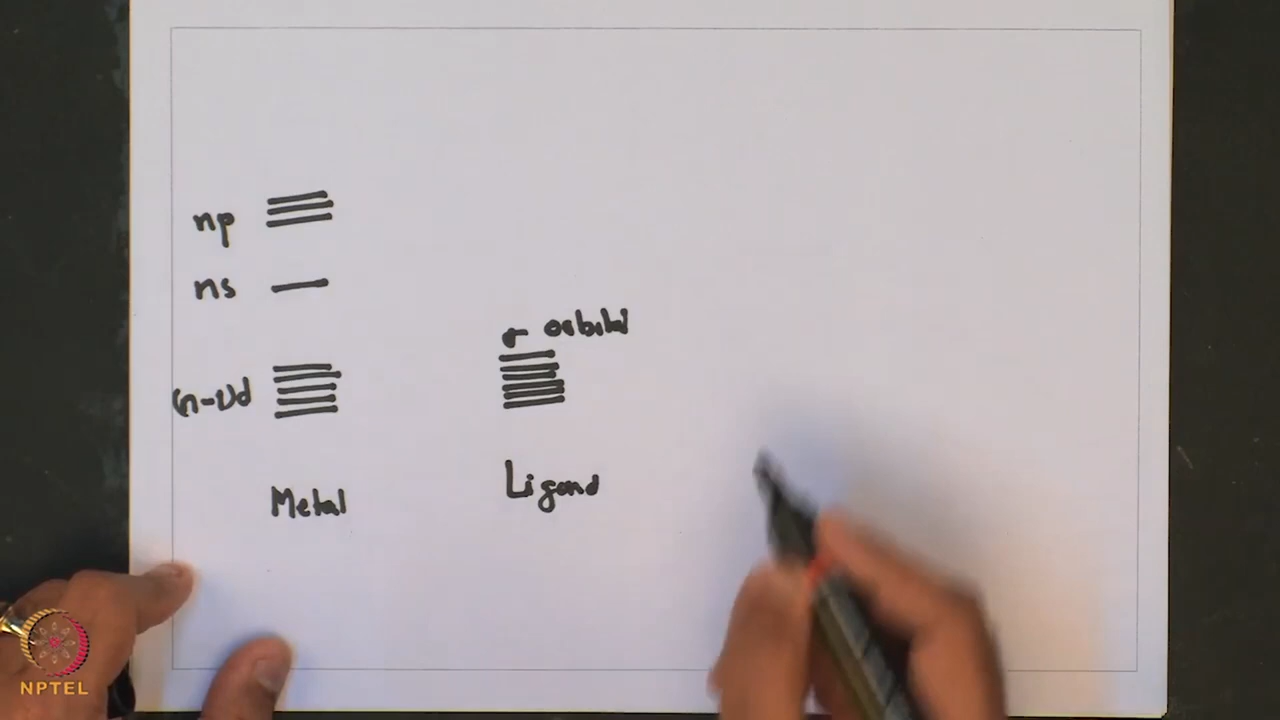 np
ns
σ orbital
(n-1)d
Ligand
Metal
NPTEL